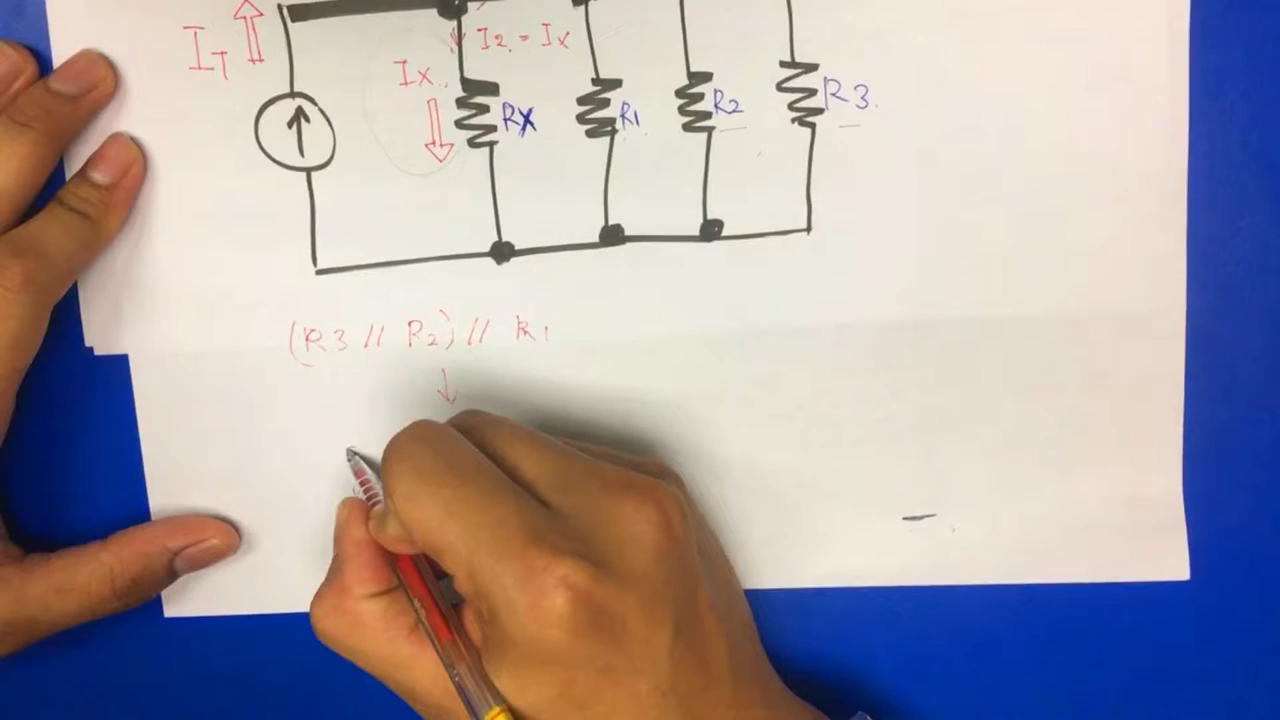 IT
I2 = Ix
Ix
RX
R1
R2
R3.
(R3 // R2) // R1